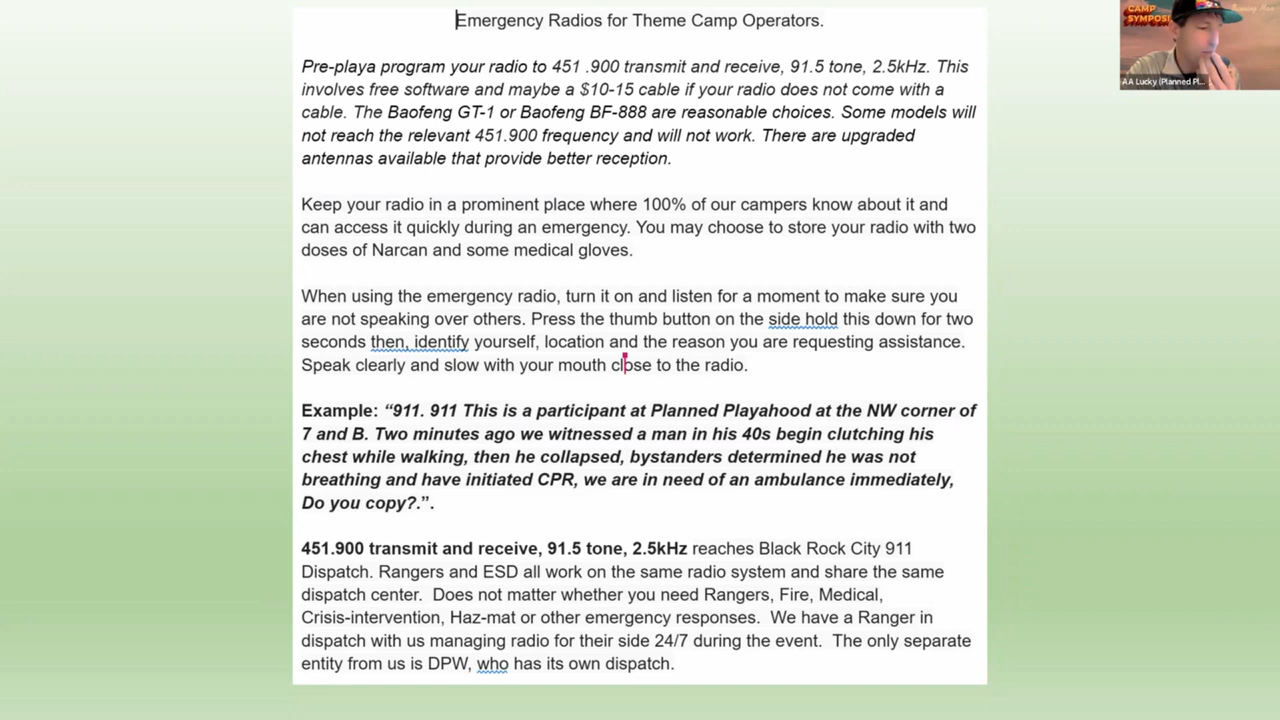 Emergency Radios for Theme Camp Operators.
Pre-playa program your radio to 451 .900 transmit and receive, 91.5 tone, 2.5kHz. This
involves free software and maybe a $10-15 cable if your radio does not come with a
cable. The Baofeng GT-1 or Baofeng BF-888 are reasonable choices. Some models will
not reach the relevant 451.900 frequency and will not work. There are upgraded
antennas available that provide better reception.
Keep your radio in a prominent place where 100% of our campers know about it and
can access it quickly during an emergency. You may choose to store your radio with two
doses of Narcan and some medical gloves.
When using the emergency radio, turn it on and listen for a moment to make sure you
are not speaking over others. Press the thumb button on the side hold this down for two
seconds then, identify yourself, location and the reason you are requesting assistance.
Speak clearly and slow with your mouth close to the radio.
Example: “911. 911 This is a participant at Planned Playahood at the NW corner of
7 and B. Two minutes ago we witnessed a man in his 40s begin clutching his
chest while walking, then he collapsed, bystanders determined he was not
breathing and have initiated CPR, we are in need of an ambulance immediately,
Do you copy?.”.
451.900 transmit and receive, 91.5 tone, 2.5kHz reaches Black Rock City 911
Dispatch. Rangers and ESD all work on the same radio system and share the same
dispatch center.  Does not matter whether you need Rangers, Fire, Medical,
Crisis-intervention, Haz-mat or other emergency responses.  We have a Ranger in
dispatch with us managing radio for their side 24/7 during the event.  The only separate
entity from us is DPW, who has its own dispatch.
CAMP
SYMPOS
AA Lucky (Planned Pl...